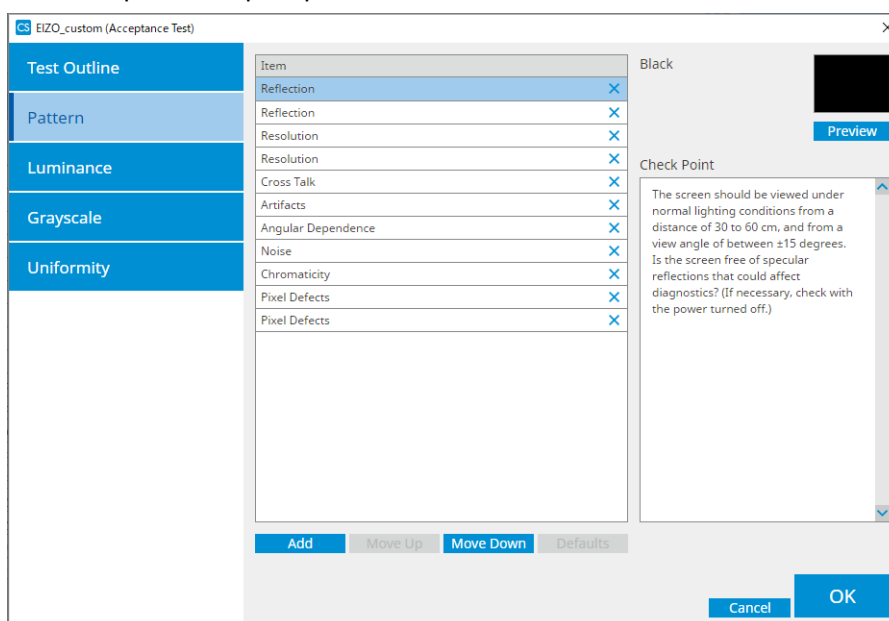 CS EIZO_custom (Acceptance Test)
Test Outline
Pattern
Luminance
Grayscale
Uniformity
Item
Reflection
Reflection
Resolution
Resolution
Cross Talk
Artifacts
Angular Dependence
Noise
Chromaticity
Pixel Defects
Pixel Defects
Add
Move Up
Move Down
Defaults
Black
Preview
Check Point
The screen should be viewed under
normal lighting conditions from a
distance of 30 to 60 cm, and from a
view angle of between ±15 degrees.
Is the screen free of specular
reflections that could affect
diagnostics? (If necessary, check with
the power turned off.)
Cancel
OK